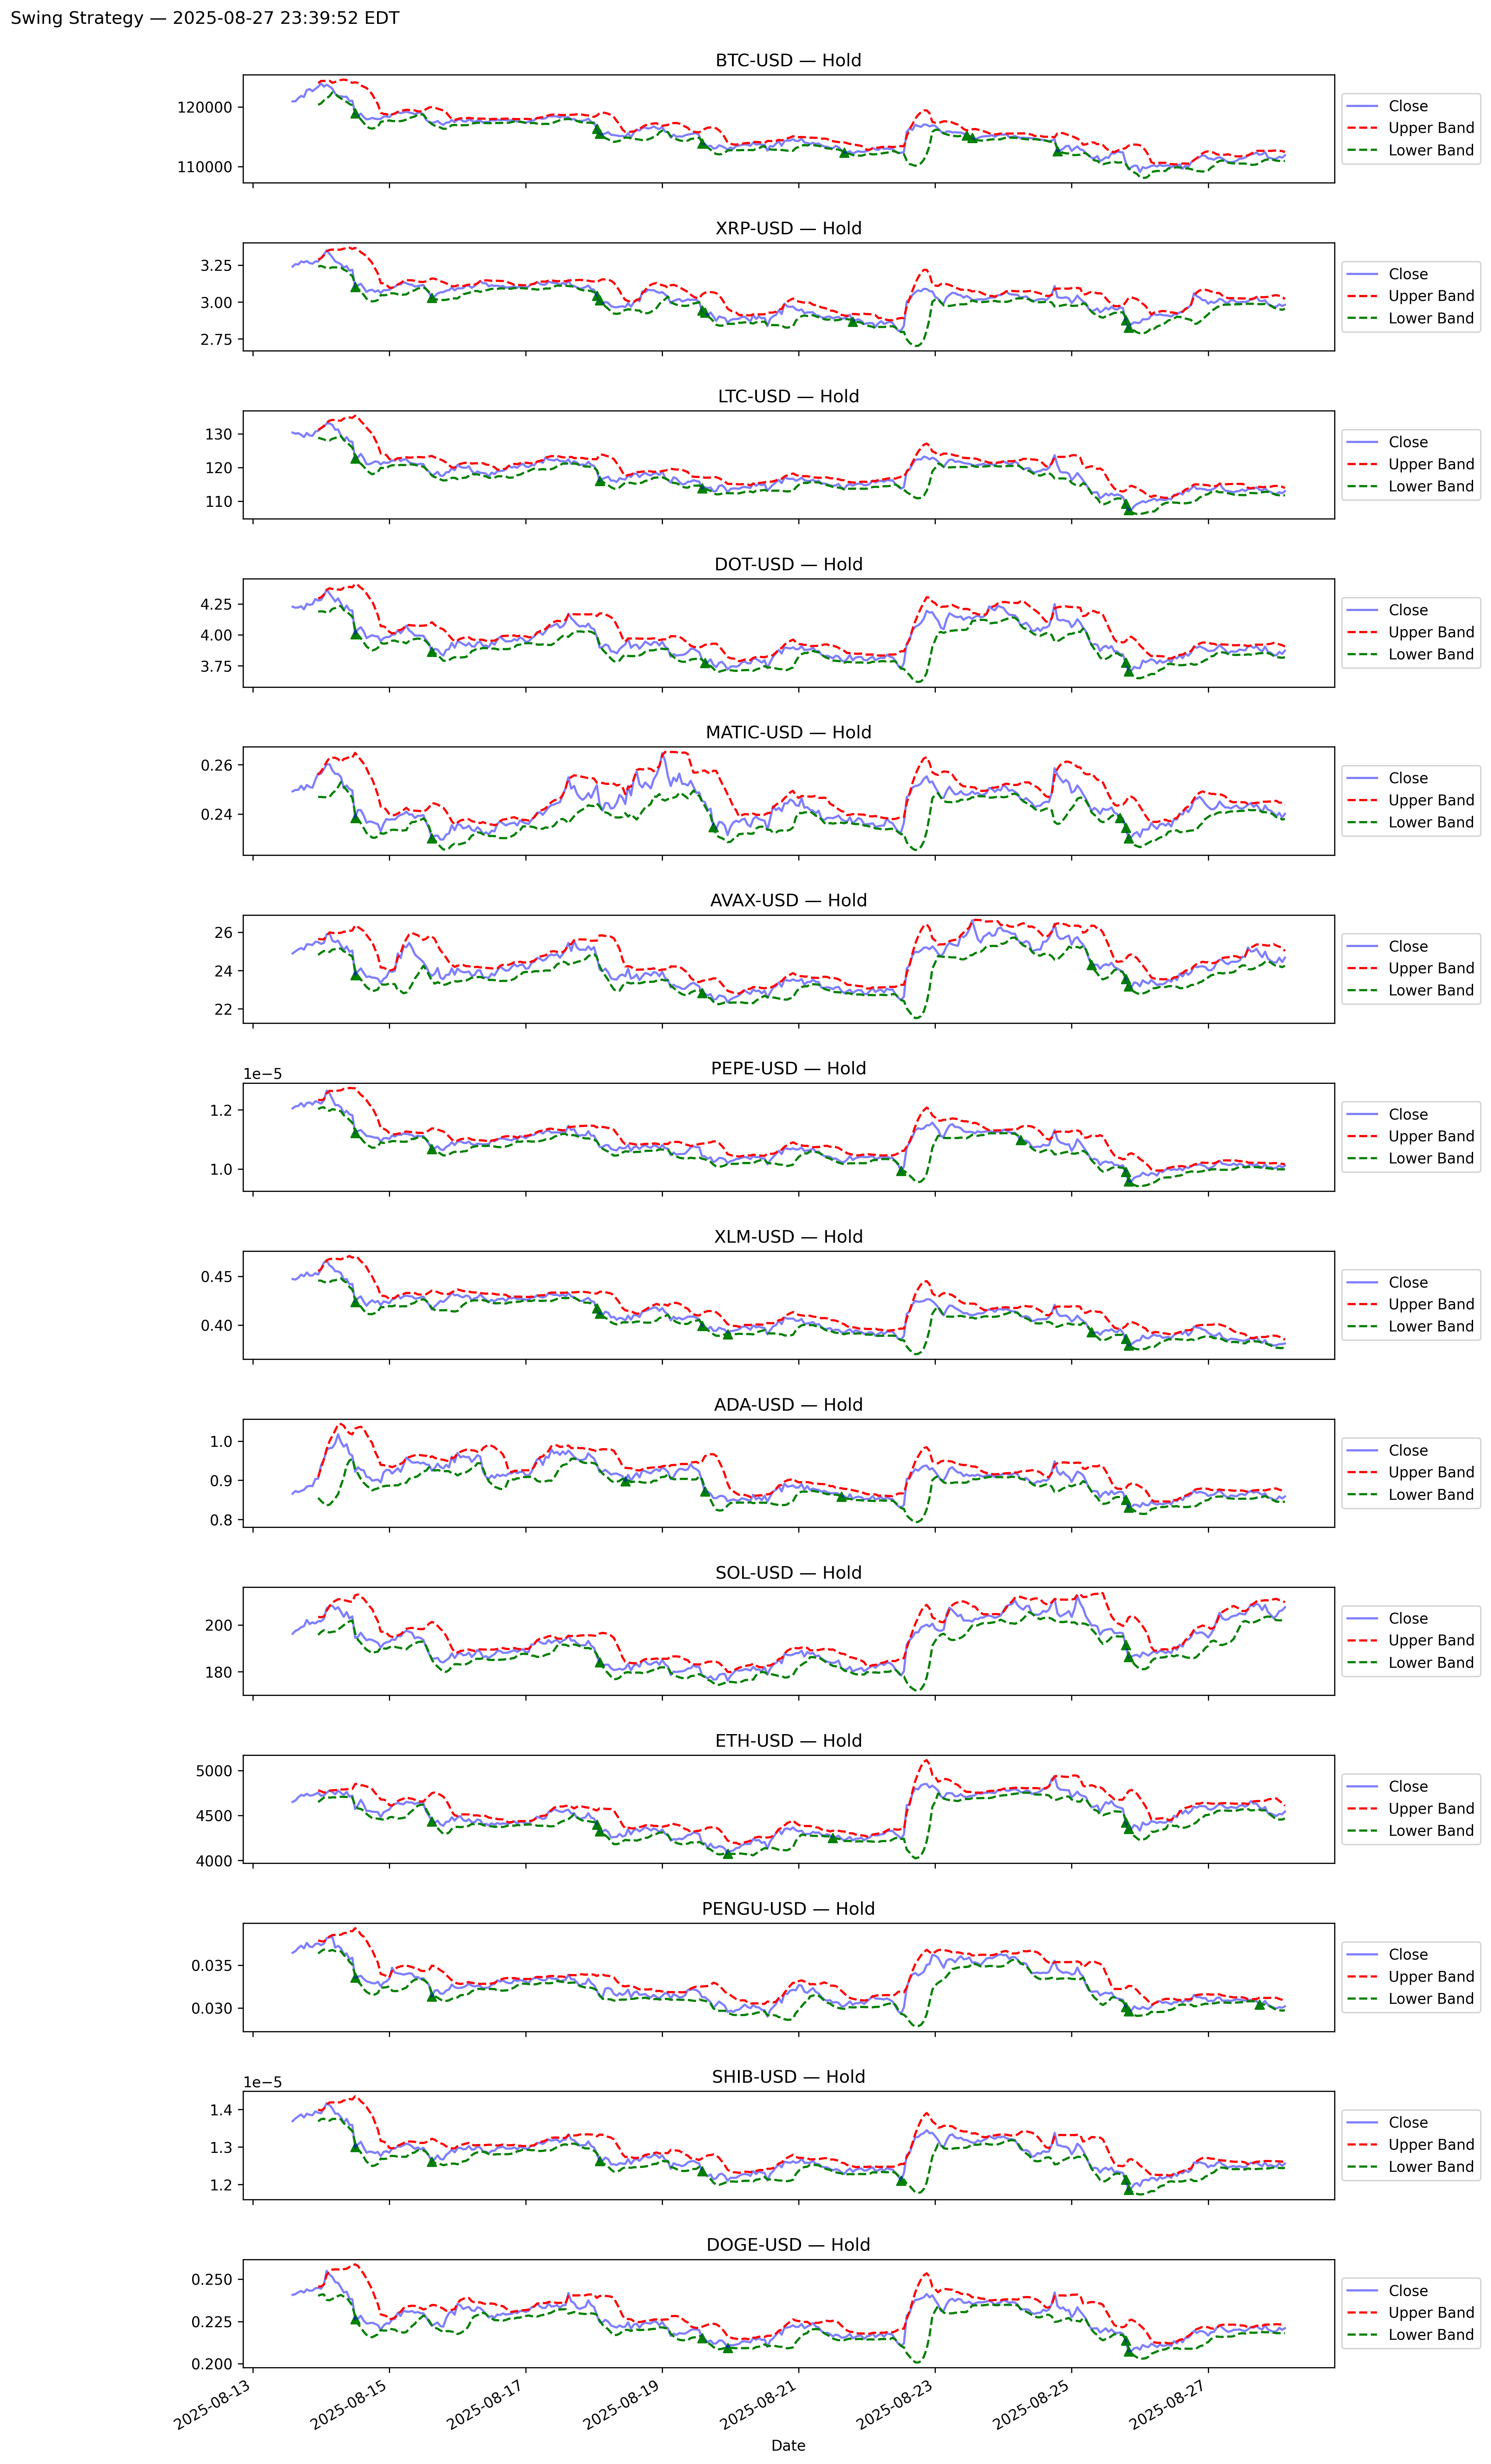 Swing Strategy — 2025-08-27 23:39:52 EDT
BTC-USD — Hold
120000
110000
Close
Upper Band
Lower Band
XRP-USD — Hold
3.25
3.00
2.75
Close
Upper Band
Lower Band
LTC-USD — Hold
130
120
110
Close
Upper Band
Lower Band
DOT-USD — Hold
4.25
4.00
3.75
Close
Upper Band
Lower Band
MATIC-USD — Hold
0.26
0.24
Close
Upper Band
Lower Band
AVAX-USD — Hold
26
24
22
Close
Upper Band
Lower Band
PEPE-USD — Hold
1e−5
1.2
1.0
Close
Upper Band
Lower Band
XLM-USD — Hold
0.45
0.40
Close
Upper Band
Lower Band
ADA-USD — Hold
1.0
0.9
0.8
Close
Upper Band
Lower Band
SOL-USD — Hold
200
180
Close
Upper Band
Lower Band
ETH-USD — Hold
5000
4500
4000
Close
Upper Band
Lower Band
PENGU-USD — Hold
0.035
0.030
Close
Upper Band
Lower Band
SHIB-USD — Hold
1e−5
1.4
1.3
1.2
Close
Upper Band
Lower Band
DOGE-USD — Hold
0.250
0.225
0.200
Close
Upper Band
Lower Band
2025-08-13
2025-08-15
2025-08-17
2025-08-19
2025-08-21
2025-08-23
2025-08-25
2025-08-27
Date